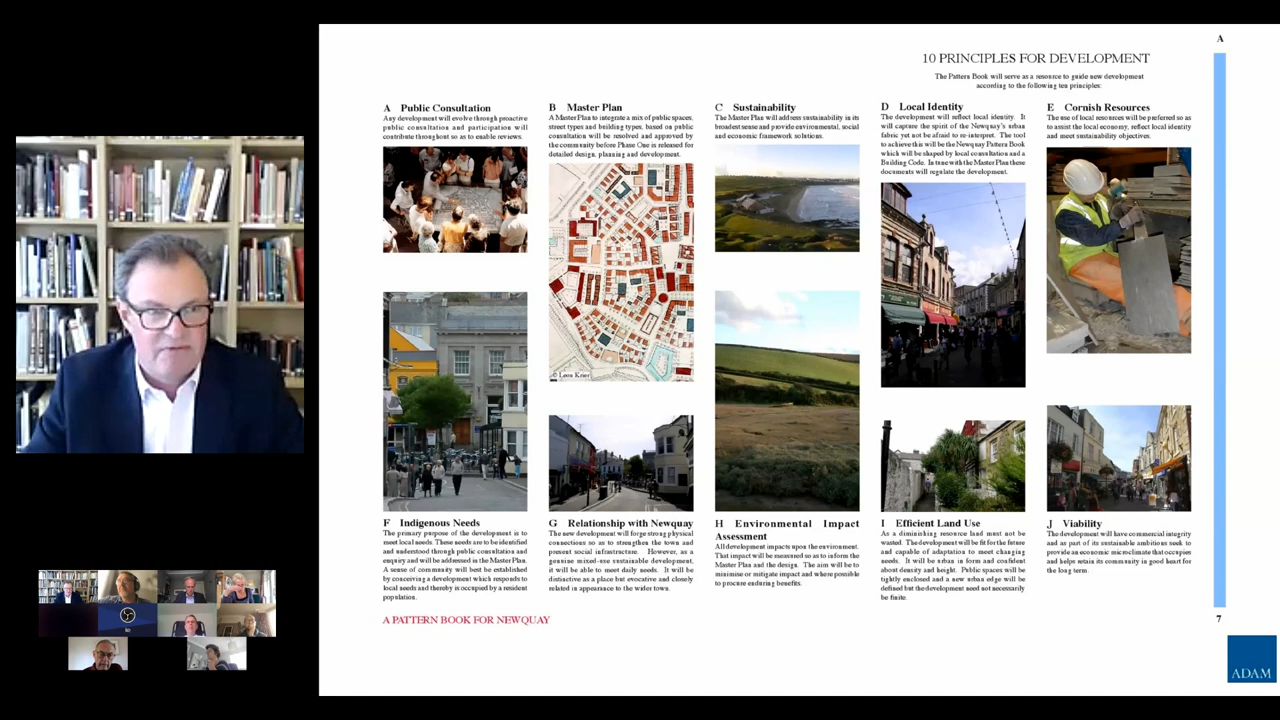 A
10 PRINCIPLES FOR DEVELOPMENT
The Pattern Book will serve as a resource to guide new development
according to the following ten principles:
A Public Consultation
Any development will evolve through proactive
public consultation and participation will
contribute throughout so as to enable reviews.
B Master Plan
A Master Plan to integrate a mix of public spaces,
street types and building types, based on public
consultation will be resolved and approved by
the community before Phase One is released for
detailed design, planning and development.
C Sustainability
The Master Plan will address sustainability in its
broadest sense and provide environmental, social
and economic framework solutions.
D Local Identity
The development will reflect local identity. It
will capture the spirit of the Newquay's urban
fabric yet not be afraid to re-interpret. The tool
to achieve this will be the Newquay Pattern Book
which will be shaped by local consultation and a
Building Code. In tune with the Master Plan these
documents will regulate the development.
E Cornish Resources
The use of local resources will be preferred so as
to assist the local economy, reflect local identity
and meet sustainability objectives.
© Leon Krier
F Indigenous Needs
The primary purpose of the development is to
meet local needs. These needs are to be identified
and understood through public consultation and
enquiry and will be addressed in the Master Plan.
A sense of community will best be established
by conceiving a development which responds to
local needs and thereby is occupied by a resident
population.
G Relationship with Newquay
The new development will forge strong physical
connections so as to strengthen the town and
present social infrastructure. However, as a
genuine mixed-use sustainable development,
it will be able to meet daily needs. It will be
distinctive as a place but evocative and closely
related in appearance to the wider town.
H Environmental Impact
Assessment
All development impacts upon the environment.
That impact will be measured so as to inform the
Master Plan and the design. The aim will be to
minimise or mitigate impact and where possible
to procure enduring benefits.
I Efficient Land Use
As a diminishing resource land must not be
wasted. The development will be fit for the future
and capable of adaptation to meet changing
needs. It will be urban in form and confident
about density and height. Public spaces will be
tightly enclosed and a new urban edge will be
defined but the development need not necessarily
be finite.
J Viability
The development will have commercial integrity
and as part of its sustainable ambitions seek to
provide an economic micro-climate that occupies
and helps retain its community in good heart for
the long term.
A PATTERN BOOK FOR NEWQUAY
7
ADAM